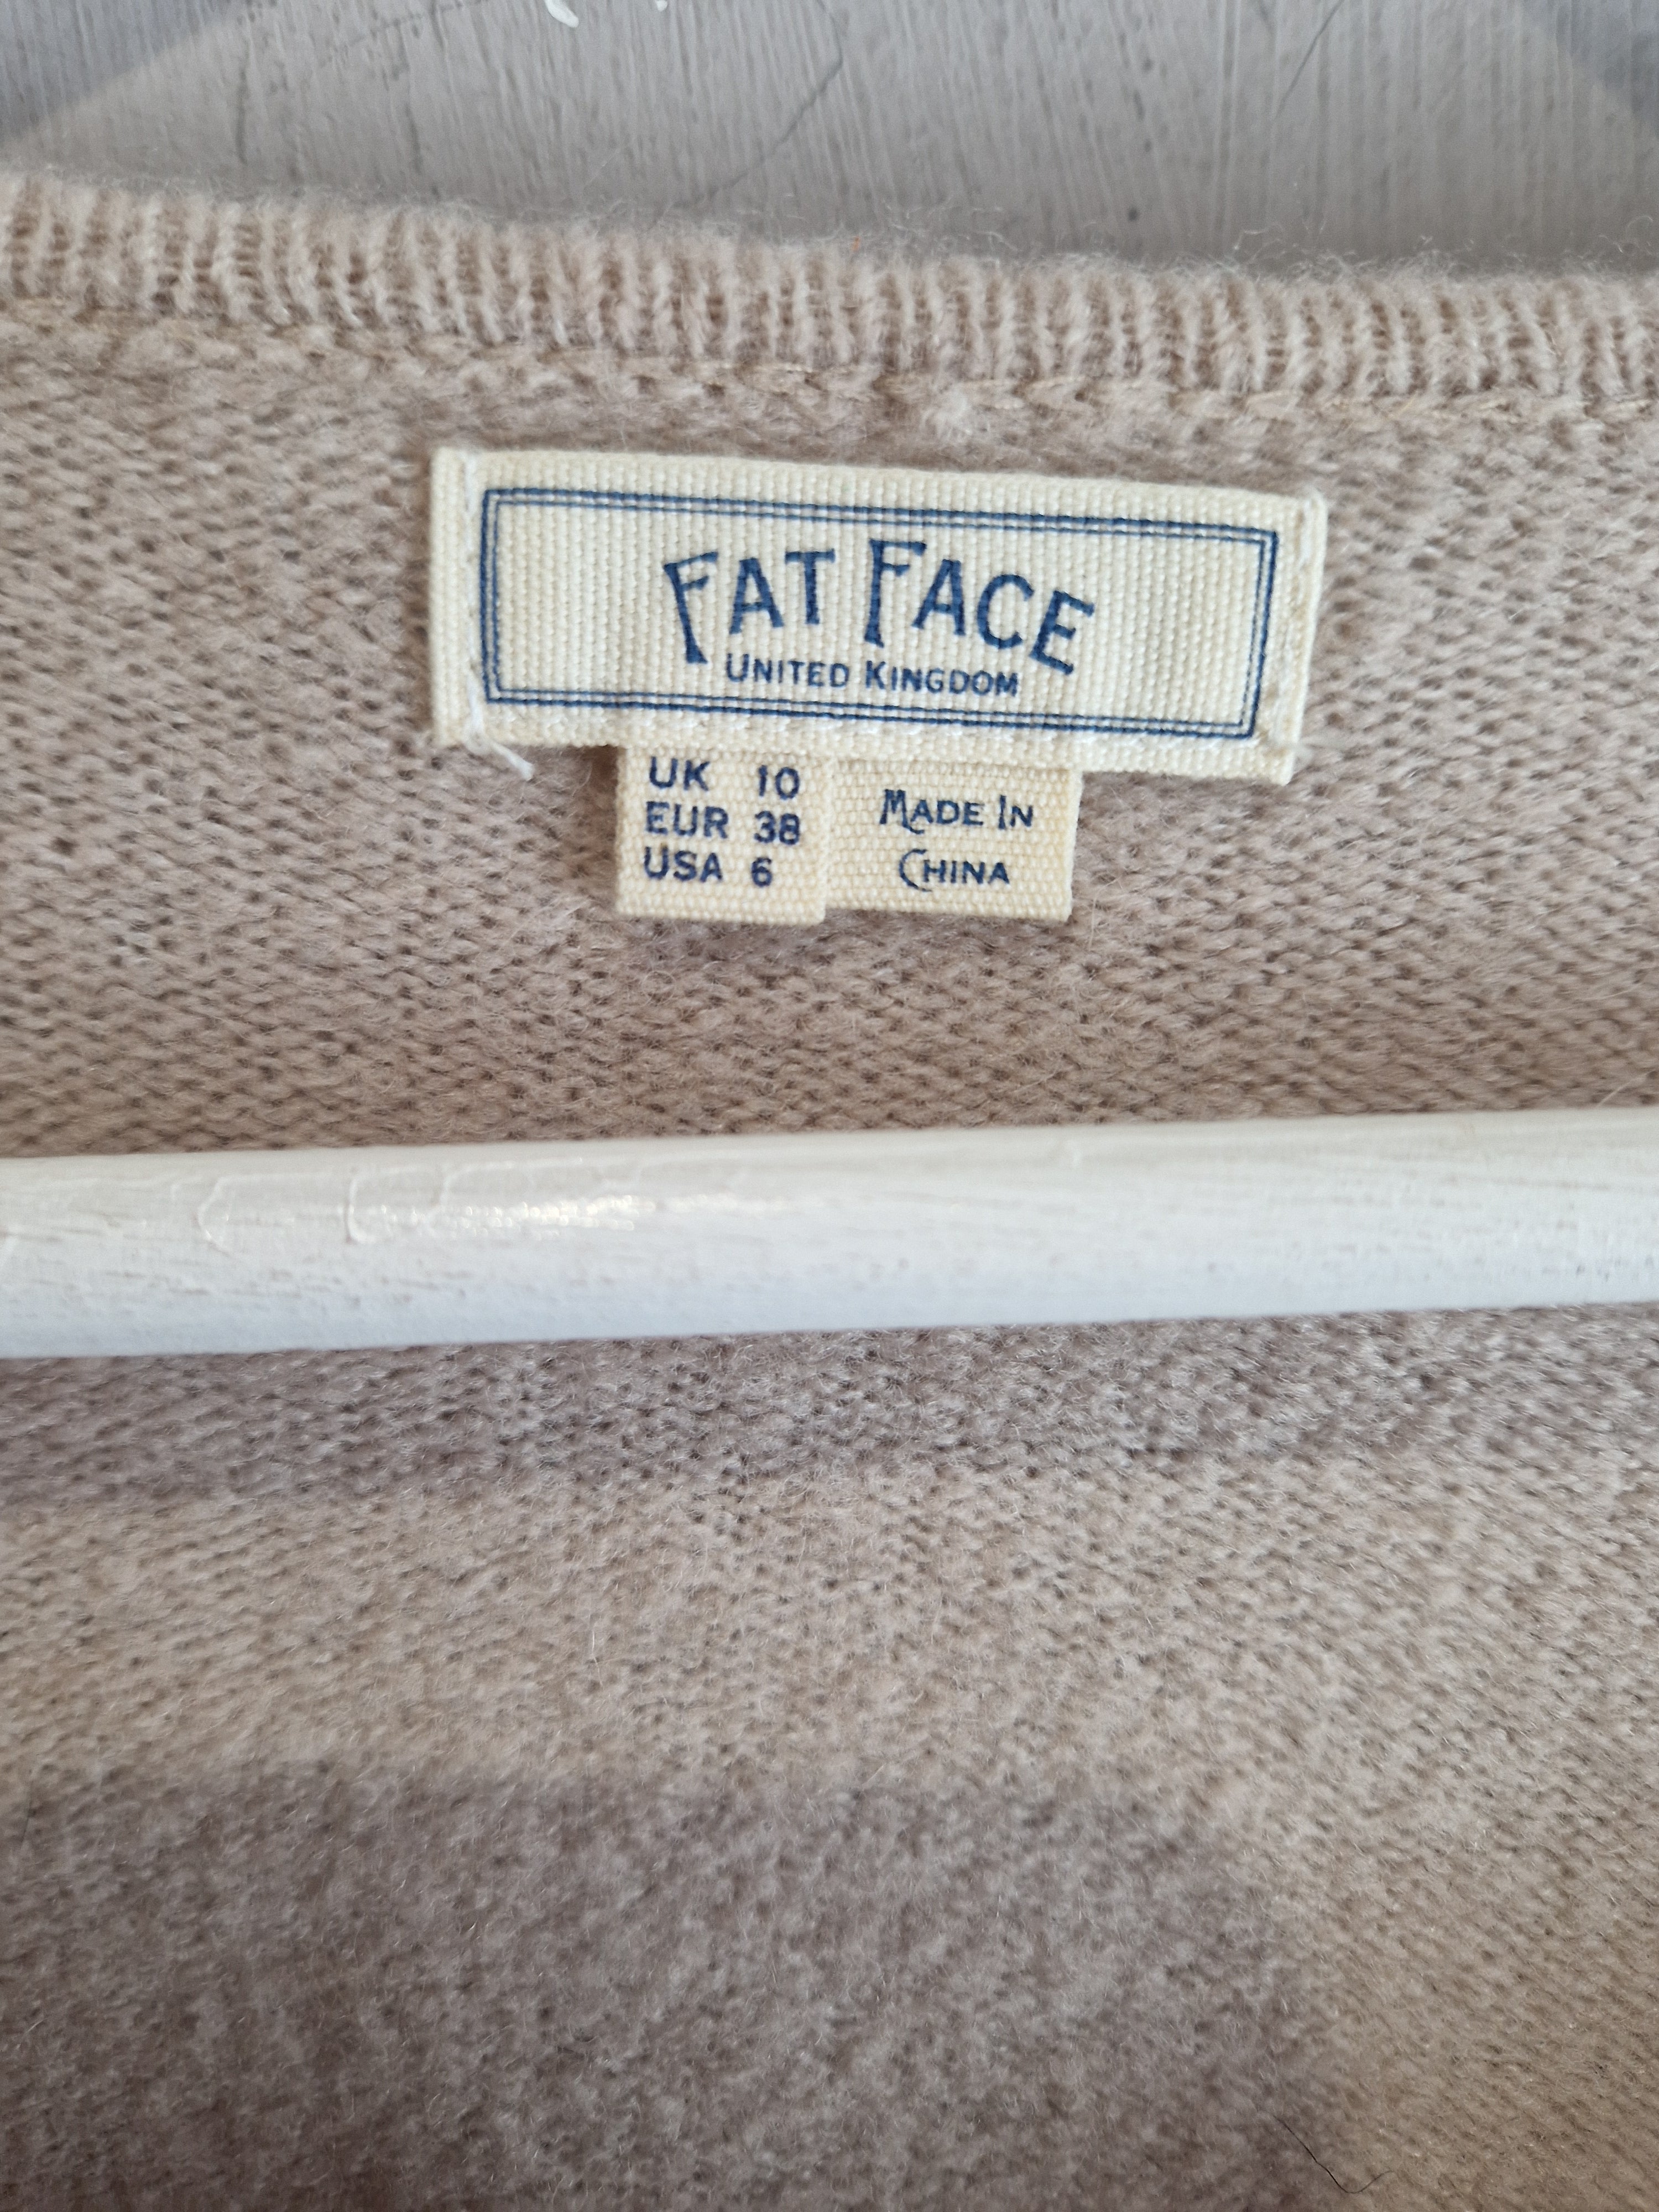 FAT FACE
UNITED KINGDOM
UK 10
EUR 38
USA 6
MADE IN
CHINA